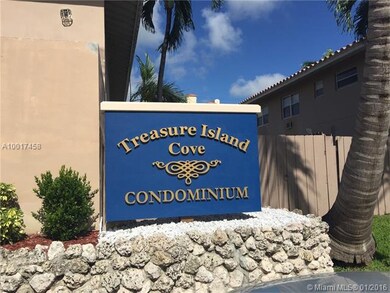 Treasure Island
Cove
CONDOMINIUM
A10017458
Miami MLS® 01/2016